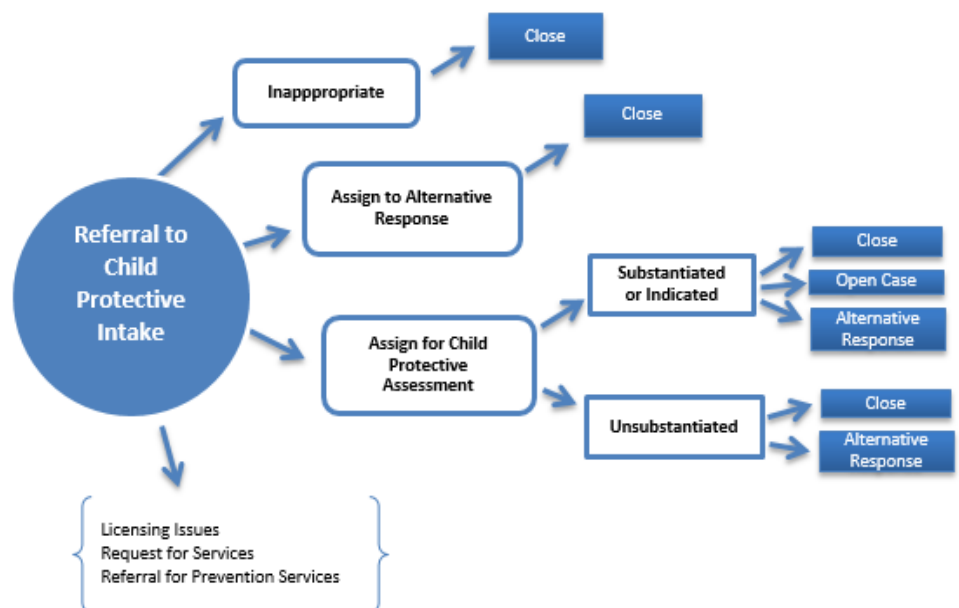 Close
Inapppropriate
Close
Assign to Alternative
Response
Referral to
Child
Protective
Intake
Substantiated
or Indicated
Close
Open Case
Alternative
Response
Assign for Child
Protective
Assessment
Unsubstantiated
Close
Alternative
Response
Licensing Issues
Request for Services
Referral for Prevention Services